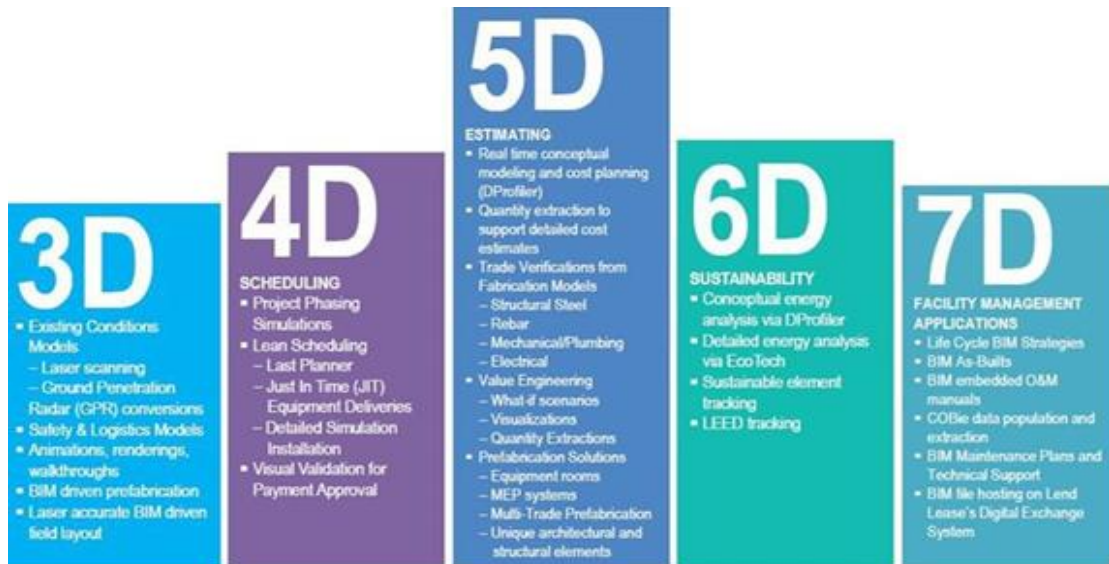 3D
▪ Existing Conditions
Models
– Laser scanning
– Ground Penetration
Radar (GPR) conversions
▪ Safety & Logistics Models
▪ Animations, renderings,
walkthroughs
▪ BIM driven prefabrication
▪ Laser accurate BIM driven
field layout
4D
SCHEDULING
▪ Project Phasing
Simulations
▪ Lean Scheduling
– Last Planner
– Just In Time (JIT)
Equipment Deliveries
– Detailed Simulation
Installation
▪ Visual Validation for
Payment Approval
5D
ESTIMATING
▪ Real time conceptual
modeling and cost planning
(DProfiler)
▪ Quantity extraction to
support detailed cost
estimates
▪ Trade Verifications from
Fabrication Models
– Structural Steel
– Rebar
– Mechanical/Plumbing
– Electrical
▪ Value Engineering
– What-if scenarios
– Visualizations
– Quantity Extractions
▪ Prefabrication Solutions
– Equipment rooms
– MEP systems
– Multi-Trade Prefabrication
– Unique architectural and
structural elements
6D
SUSTAINABILITY
▪ Conceptual energy
analysis via DProfiler
▪ Detailed energy analysis
via EcoTech
▪ Sustainable element
tracking
▪ LEED tracking
7D
FACILITY MANAGEMENT
APPLICATIONS
▪ Life Cycle BIM Strategies
▪ BIM As-Builts
▪ BIM embedded O&M
manuals
▪ COBie data population and
extraction
▪ BIM Maintenance Plans and
Technical Support
▪ BIM file hosting on Lend
Lease's Digital Exchange
System